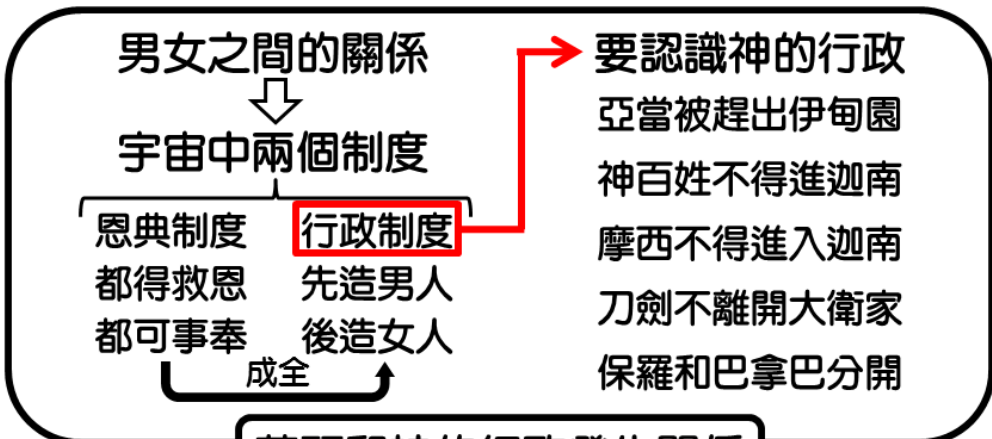 男女之間的關係
宇宙中兩個制度
恩典制度
都得救恩
都可事奉
行政制度
先造男人
後造女人
成全
要認識神的行政
亞當被趕出伊甸園
神百姓不得進迦南
摩西不得進入迦南
刀劍不離開大衛家
保羅和巴拿巴分開